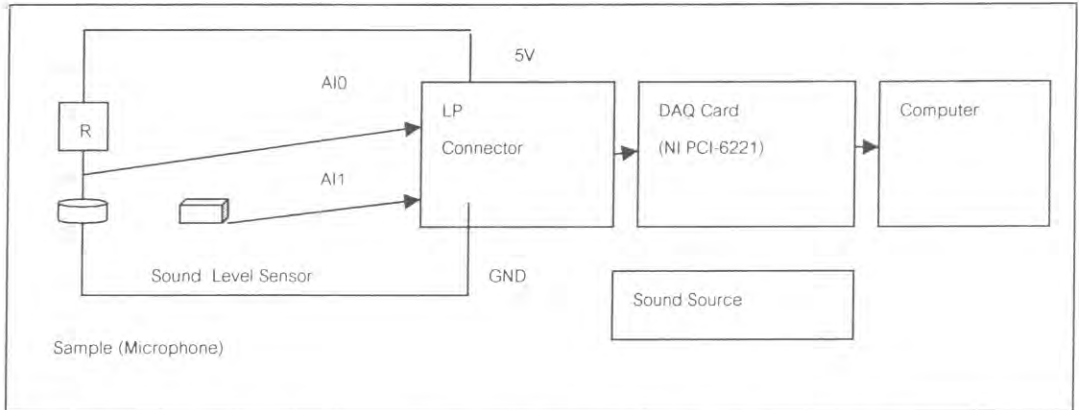 5V
AI0
R
LP
Connector
DAQ Card
(NI PCI-6221)
Computer
AI1
Sound Level Sensor
GND
Sound Source
Sample (Microphone)